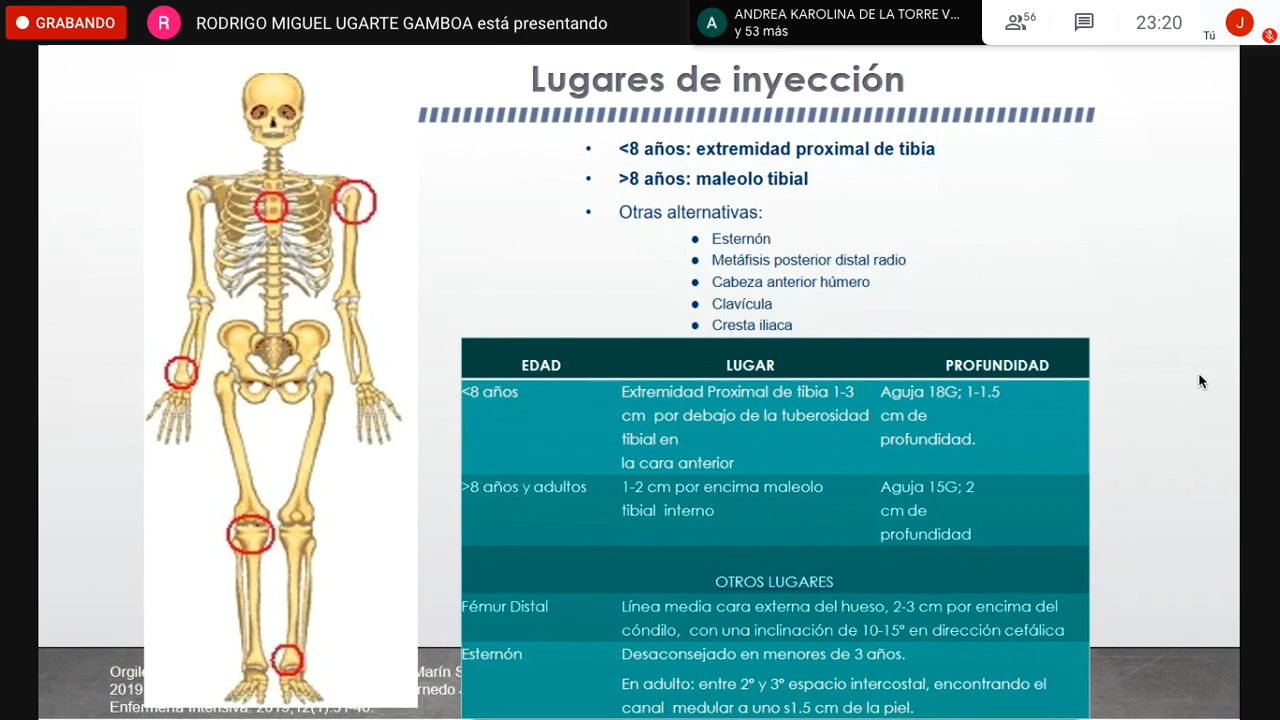 GRABANDO
R
RODRIGO MIGUEL UGARTE GAMBOA está presentando
A
ANDREA KAROLINA DE LA TORRE V...
y 53 más
56
23:20
Tú
J
Lugares de inyección
• <8 años: extremidad proximal de tibia
• >8 años: maleolo tibial
• Otras alternativas:
● Esternón
● Metáfisis posterior distal radio
● Cabeza anterior húmero
● Clavícula
● Cresta iliaca
EDAD LUGAR PROFUNDIDAD
<8 años Extremidad Proximal de tibia 1-3 Aguja 18G; 1-1.5
cm por debajo de la tuberosidad cm de
tibial en profundidad.
la cara anterior
>8 años y adultos 1-2 cm por encima maleolo Aguja 15G; 2
tibial interno cm de
profundidad
OTROS LUGARES
Fémur Distal Línea media cara externa del hueso, 2-3 cm por encima del
cóndilo, con una inclinación de 10-15° en dirección cefálica
Esternón Desaconsejado en menores de 3 años.
En adulto: entre 2° y 3° espacio intercostal, encontrando el
canal medular a uno s1.5 cm de la piel.
Orgile Marín S
2019 rnedo